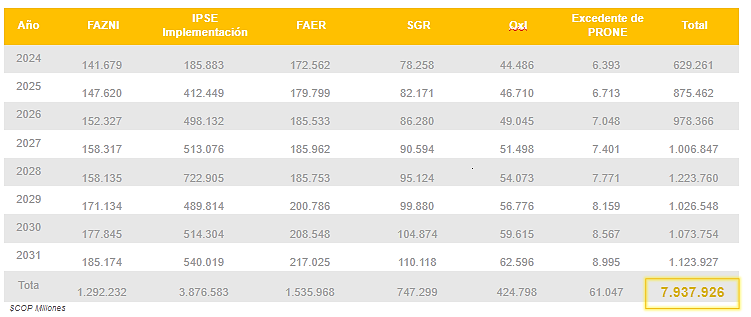 Año FAZNI IPSE Implementación FAER SGR OxI Excedente de PRONE Total
2024 141.679 185.883 172.562 78.258 44.486 6.393 629.261
2025 147.620 412.449 179.799 82.171 46.710 6.713 875.462
2026 152.327 498.132 185.533 86.280 49.045 7.048 978.366
2027 158.317 513.076 185.962 90.594 51.498 7.401 1.006.847
2028 158.135 722.905 185.753 95.124 54.073 7.771 1.223.760
2029 171.134 489.814 200.786 99.880 56.776 8.159 1.026.548
2030 177.845 514.304 208.548 104.874 59.615 8.567 1.073.754
2031 185.174 540.019 217.025 110.118 62.596 8.995 1.123.927
Tota 1.292.232 3.876.583 1.535.968 747.299 424.798 61.047 7.937.926
$COP Millones